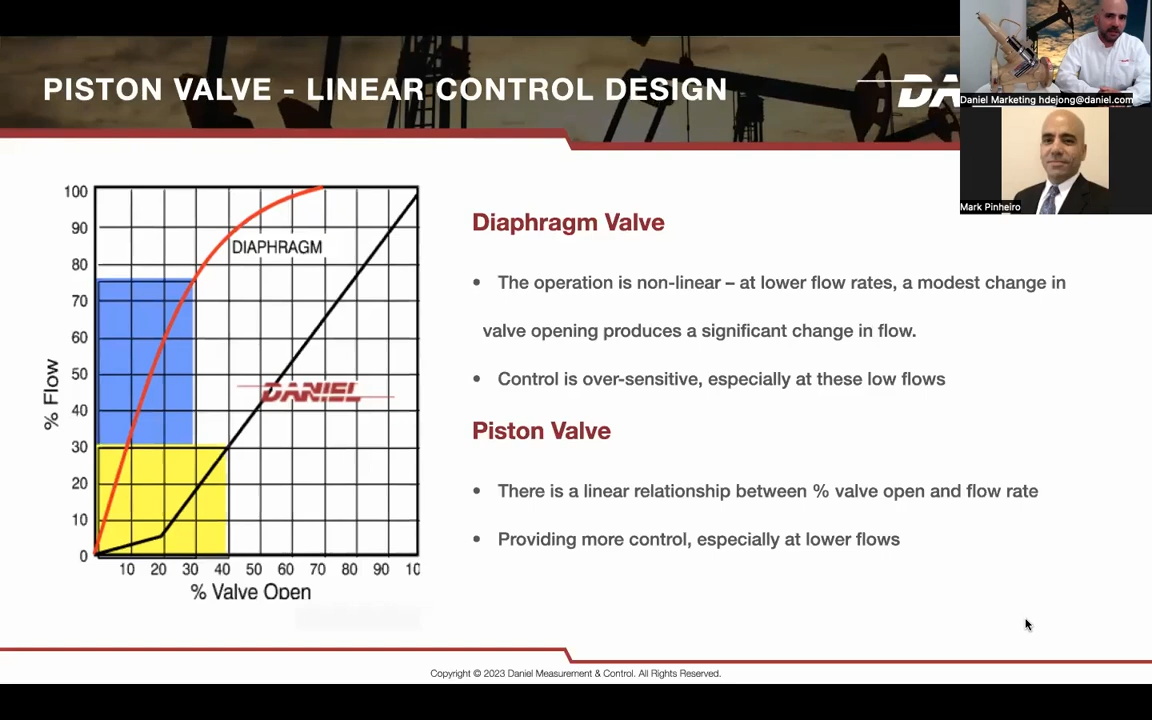 PISTON VALVE - LINEAR CONTROL DESIGN
DA
Daniel Marketing hdejong@daniel.com
Mark Pinheiro
100
90
80
70
60
50
40
30
20
10
0
% Flow
DIAPHRAGM
DANIEL
10 20 30 40 50 60 70 80 90 10
% Valve Open
Diaphragm Valve
• The operation is non-linear – at lower flow rates, a modest change in
valve opening produces a significant change in flow.
• Control is over-sensitive, especially at these low flows
Piston Valve
• There is a linear relationship between % valve open and flow rate
• Providing more control, especially at lower flows
Copyright © 2023 Daniel Measurement & Control. All Rights Reserved.